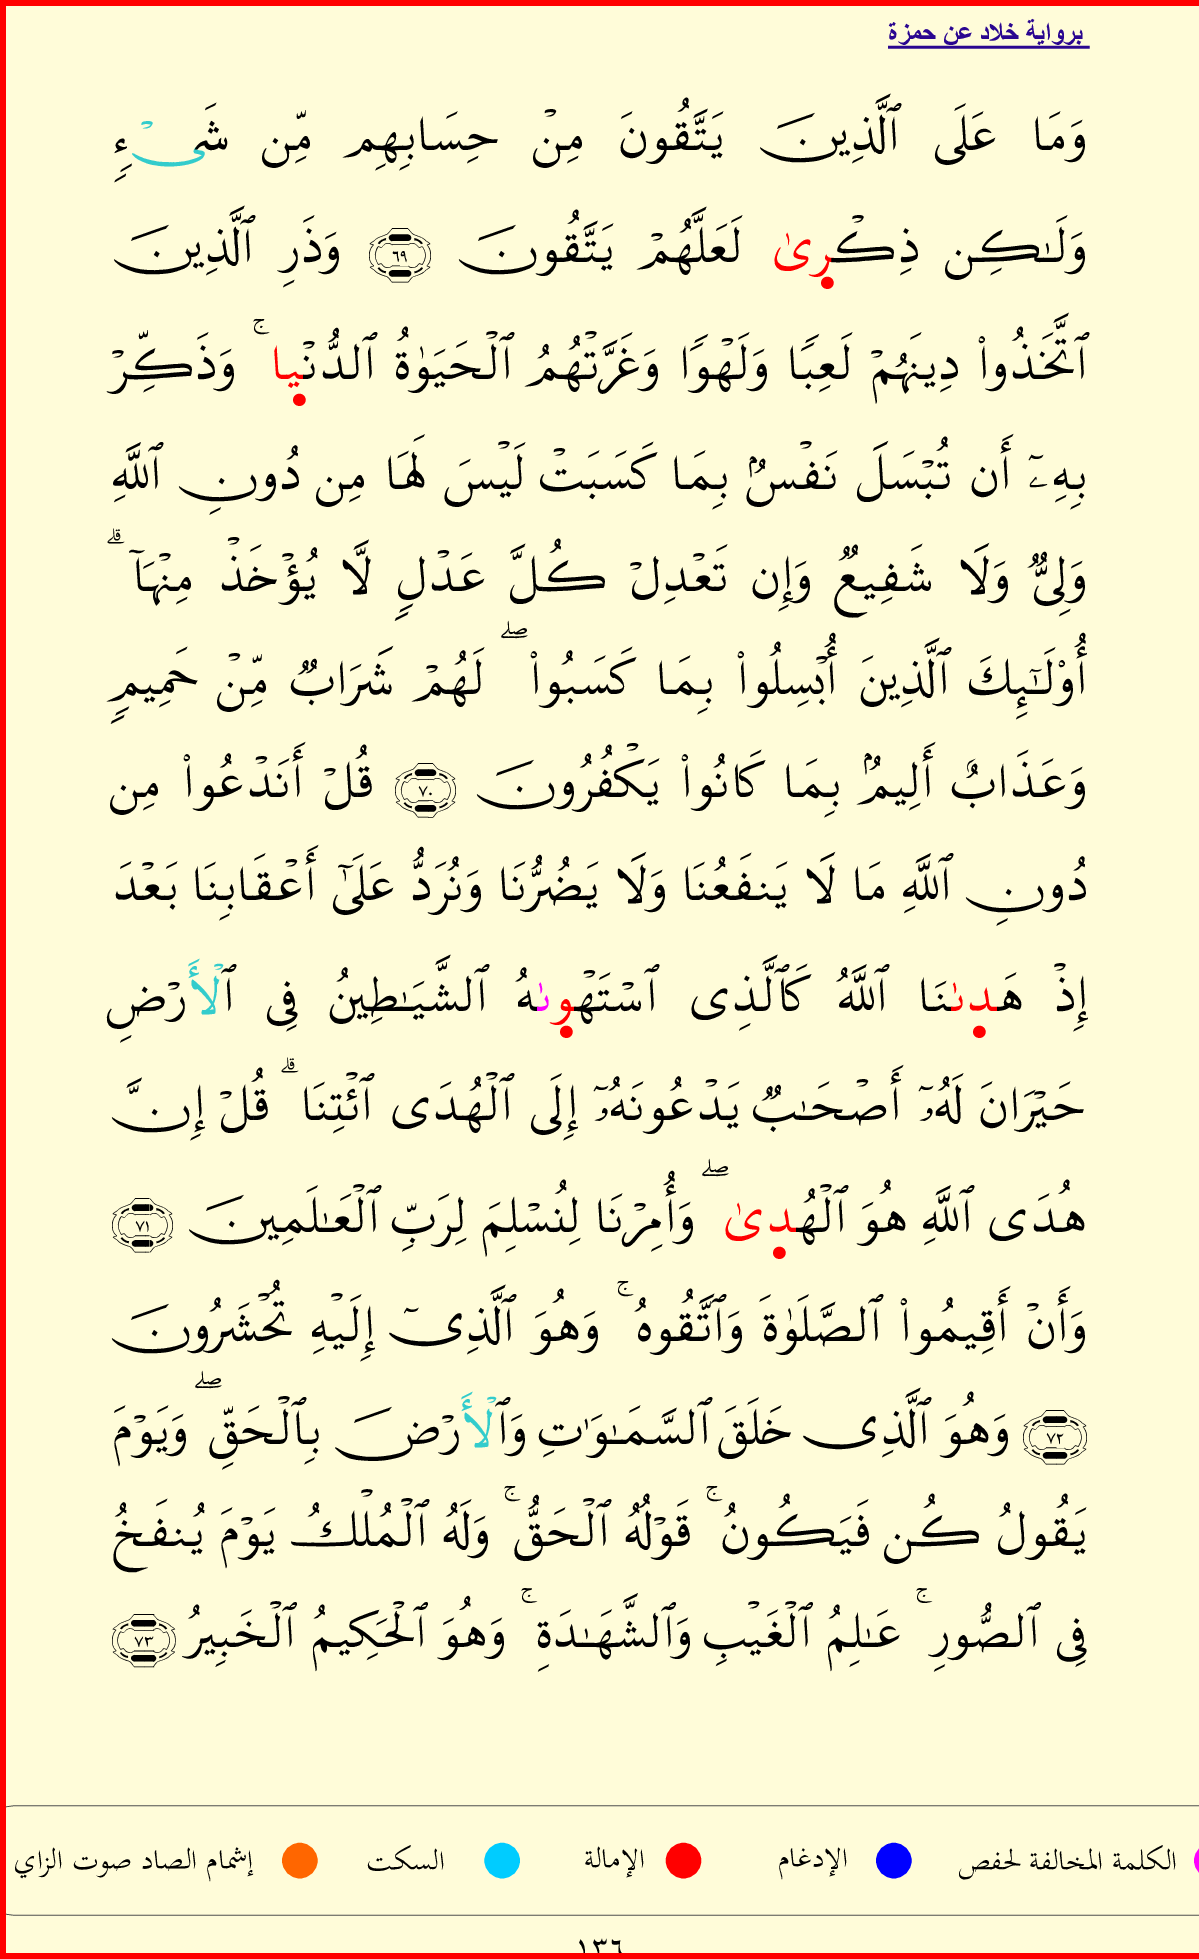 برواية خلاد عن حمزة
وَمَا عَلَى ٱلَّذِينَ يَتَّقُونَ مِنْ حِسَابِهِم مِّن شَىْءٍ
وَلَـٰكِن ذِكْرِىٰ لَعَلَّهُمْ يَتَّقُونَ ٦٩ وَذَرِ ٱلَّذِينَ
ٱتَّخَذُوا۟ دِينَهُمْ لَعِبًا وَلَهْوًا وَغَرَّتْهُمُ ٱلْحَيَوٰةُ ٱلدُّنْيا ۚ وَذَكِّرْ
بِهِۦٓ أَن تُبْسَلَ نَفْسٌۢ بِمَا كَسَبَتْ لَيْسَ لَهَا مِن دُونِ ٱللَّهِ
وَلِىٌّ وَلَا شَفِيعٌ وَإِن تَعْدِلْ كُلَّ عَدْلٍ لَّا يُؤْخَذْ مِنْهَآ ۗ
أُو۟لَـٰٓئِكَ ٱلَّذِينَ أُبْسِلُوا۟ بِمَا كَسَبُوا۟ ۖ لَهُمْ شَرَابٌ مِّنْ حَمِيمٍ
وَعَذَابٌ أَلِيمٌۢ بِمَا كَانُوا۟ يَكْفُرُونَ ٧٠ قُلْ أَنَدْعُوا۟ مِن
دُونِ ٱللَّهِ مَا لَا يَنفَعُنَا وَلَا يَضُرُّنَا وَنُرَدُّ عَلَىٰٓ أَعْقَابِنَا بَعْدَ
إِذْ هَدِىٰنَا ٱللَّهُ كَٱلَّذِى ٱسْتَهْوِىٰهُ ٱلشَّيَـٰطِينُ فِى ٱلْأَرْضِ
حَيْرَانَ لَهُۥٓ أَصْحَـٰبٌ يَدْعُونَهُۥٓ إِلَى ٱلْهُدَى ٱئْتِنَا ۗ قُلْ إِنَّ
هُدَى ٱللَّهِ هُوَ ٱلْهُدِىٰ ۖ وَأُمِرْنَا لِنُسْلِمَ لِرَبِّ ٱلْعَـٰلَمِينَ ٧١
وَأَنْ أَقِيمُوا۟ ٱلصَّلَوٰةَ وَٱتَّقُوهُ ۚ وَهُوَ ٱلَّذِىٓ إِلَيْهِ تُحْشَرُونَ
٧٢ وَهُوَ ٱلَّذِى خَلَقَ ٱلسَّمَـٰوَٰتِ وَٱلْأَرْضَ بِٱلْحَقِّ ۖ وَيَوْمَ
يَقُولُ كُن فَيَكُونُ ۚ قَوْلُهُ ٱلْحَقُّ ۚ وَلَهُ ٱلْمُلْكُ يَوْمَ يُنفَخُ
فِى ٱلصُّورِ ۚ عَـٰلِمُ ٱلْغَيْبِ وَٱلشَّهَـٰدَةِ ۚ وَهُوَ ٱلْحَكِيمُ ٱلْخَبِيرُ ٧٣
الكلمة المخالفة لحفص الإدغام الإمالة السكت إشمام الصاد صوت الزاي
١٣٦